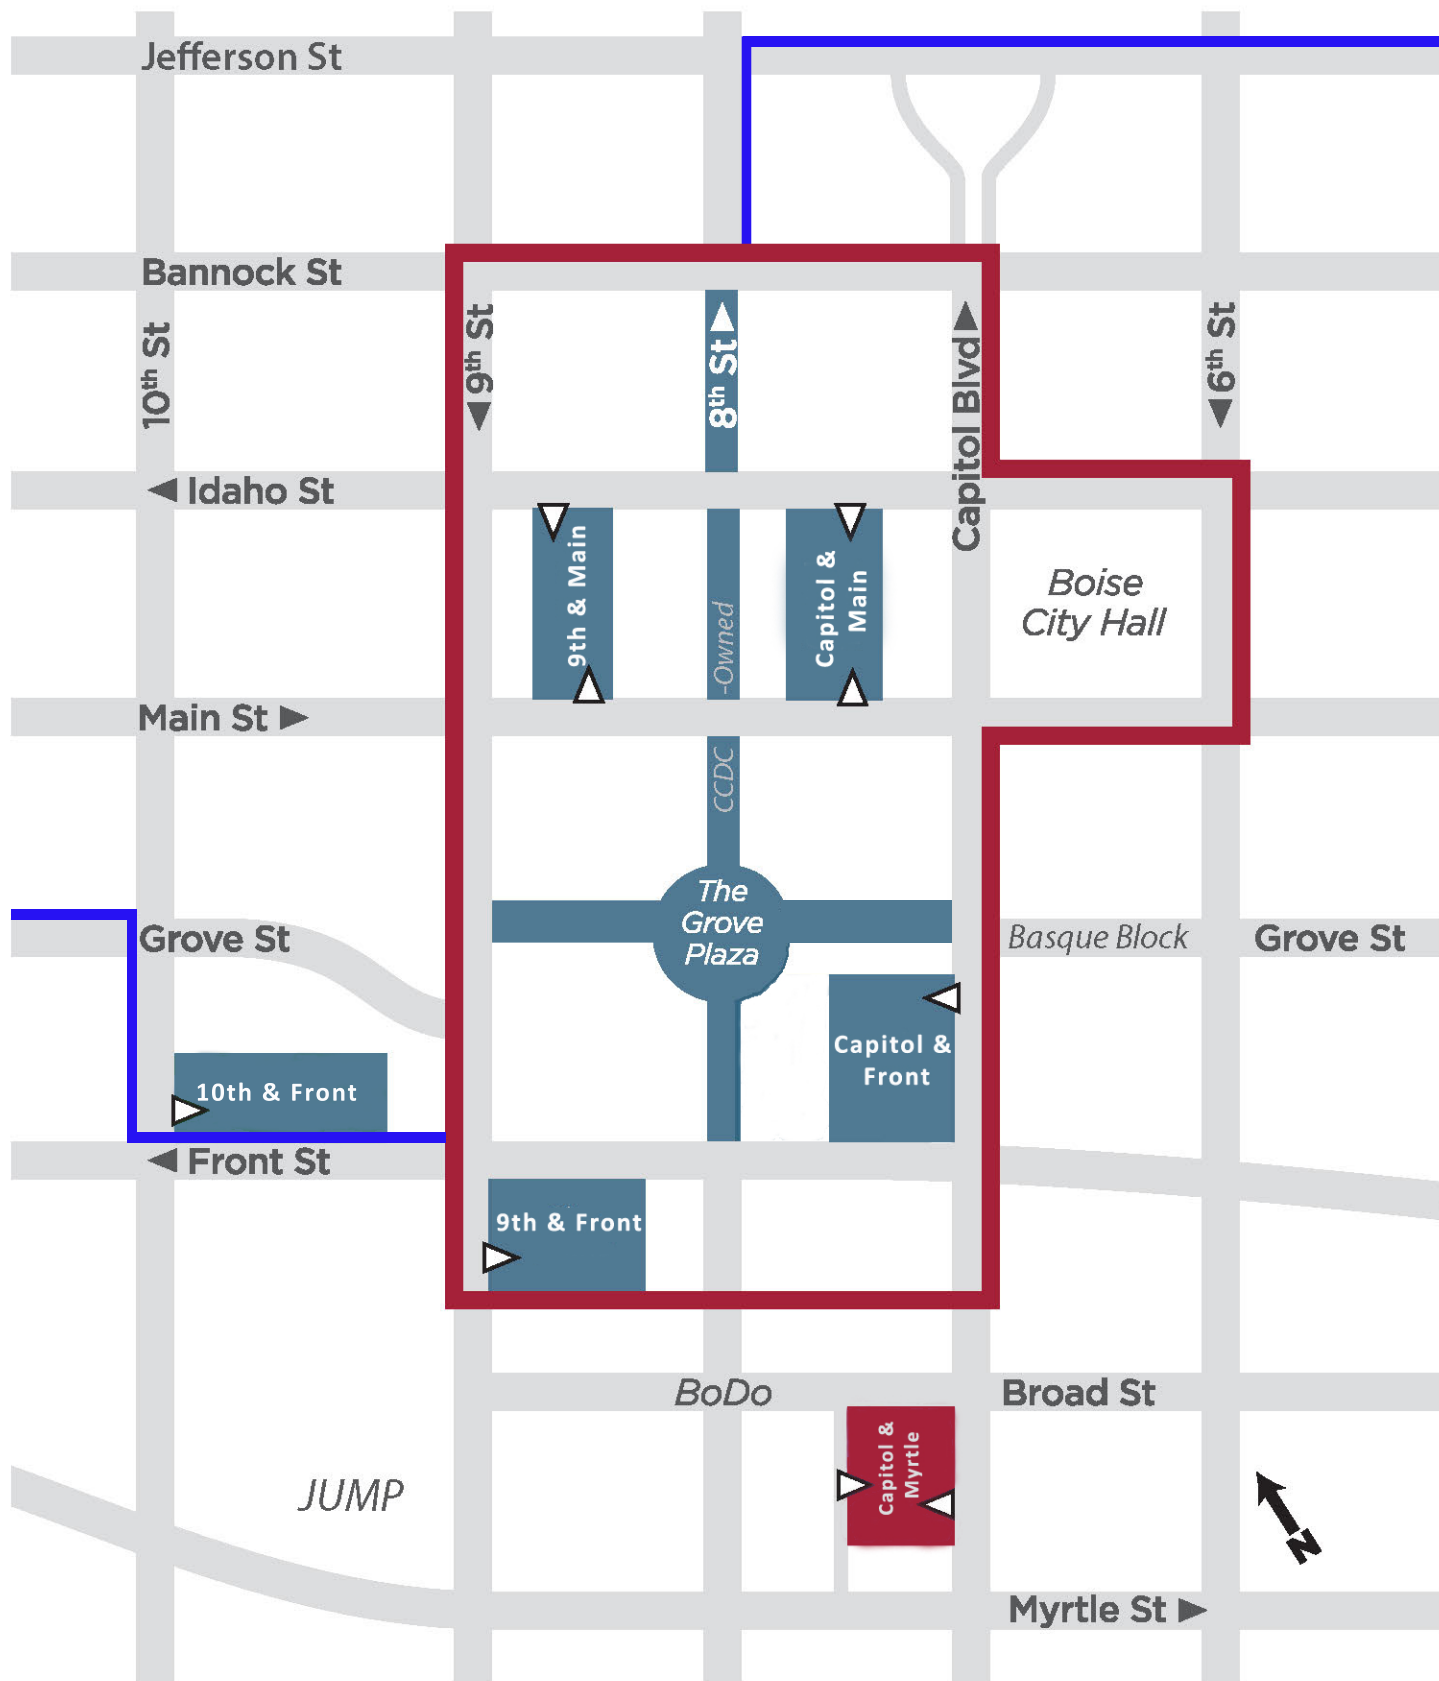 Jefferson St
Bannock St
10th St
9th St
8th St
Capitol Blvd
6th St
Idaho St
9th & Main
-Owned
Capitol &
Main
Boise
City Hall
Main St
CCDC
The
Grove
Plaza
Grove St
Basque Block
Grove St
Capitol &
Front
10th & Front
Front St
9th & Front
BoDo
Broad St
Capitol &
Myrtle
JUMP
N
Myrtle St